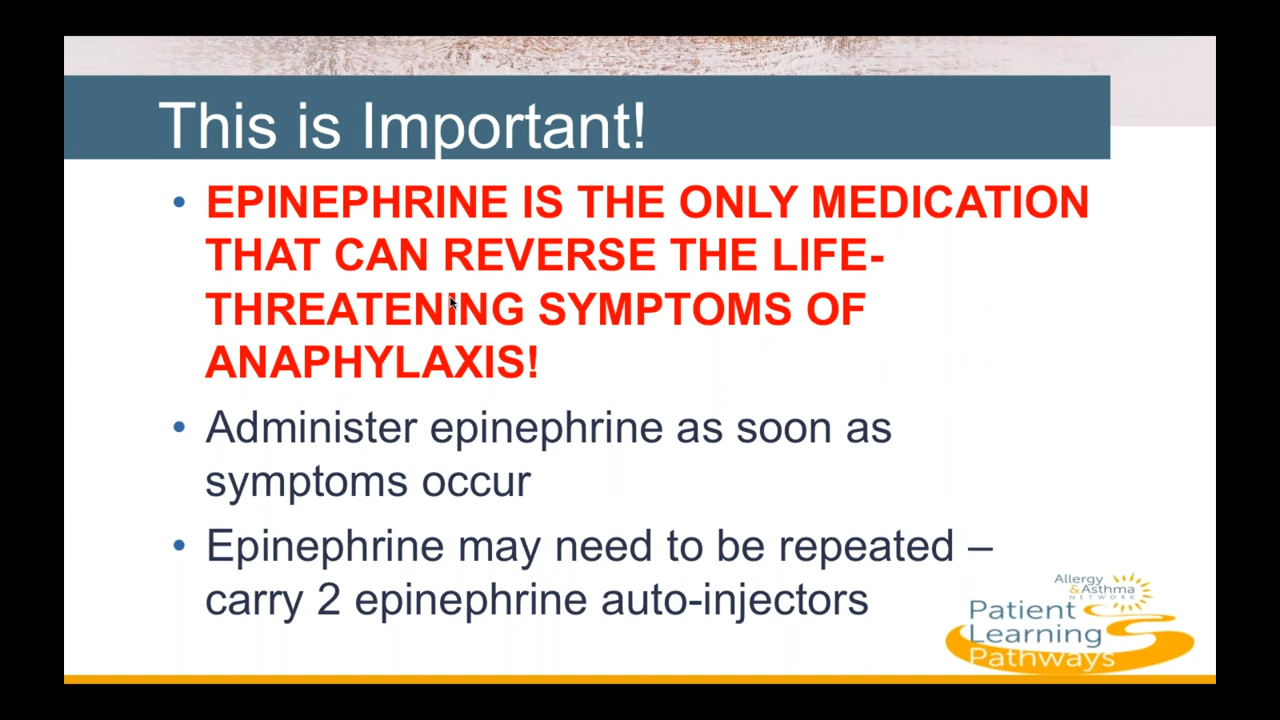 This is Important!
• EPINEPHRINE IS THE ONLY MEDICATION
THAT CAN REVERSE THE LIFE-
THREATENING SYMPTOMS OF
ANAPHYLAXIS!
• Administer epinephrine as soon as
symptoms occur
• Epinephrine may need to be repeated –
carry 2 epinephrine auto-injectors
Allergy
&Asthma
NETWORK
Patient
Learning
Pathways